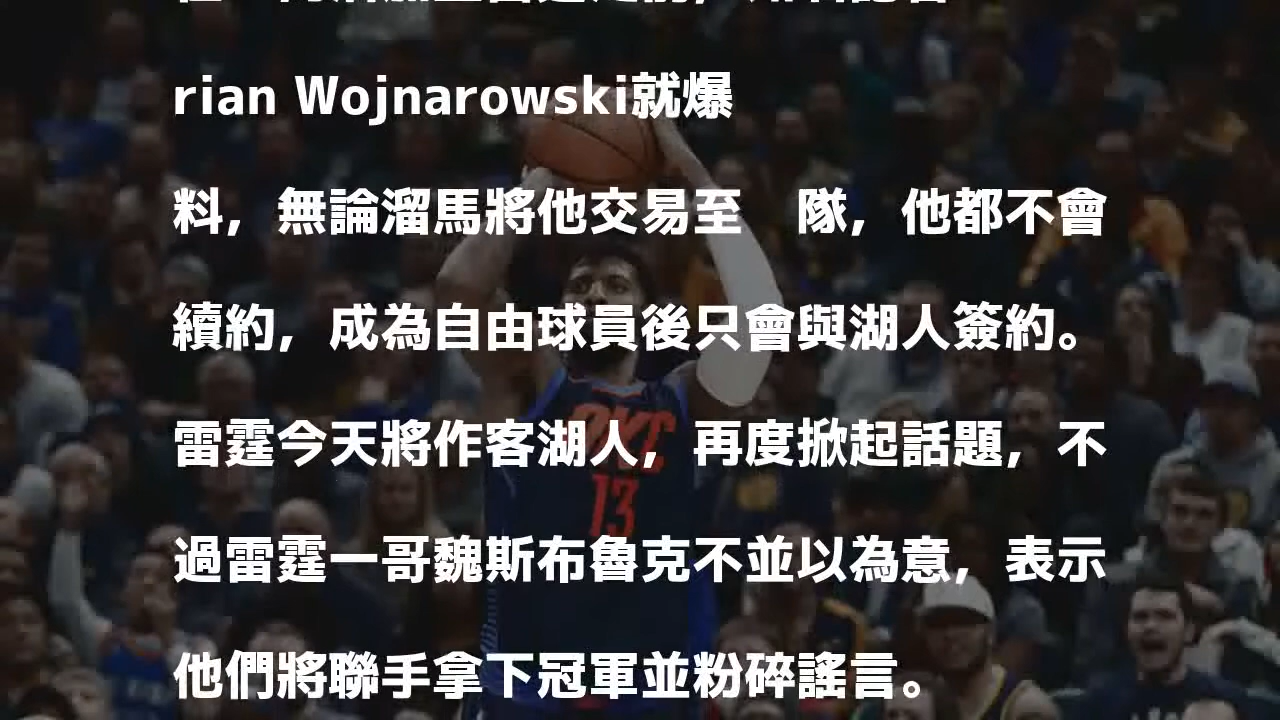 rian Wojnarowski就爆
料，無論溜馬將他交易至　隊，他都不會
續約，成為自由球員後只會與湖人簽約。
雷霆今天將作客湖人，再度掀起話題，不
過雷霆一哥魏斯布魯克不並以為意，表示
他們將聯手拿下冠軍並粉碎謠言。
OKC
13